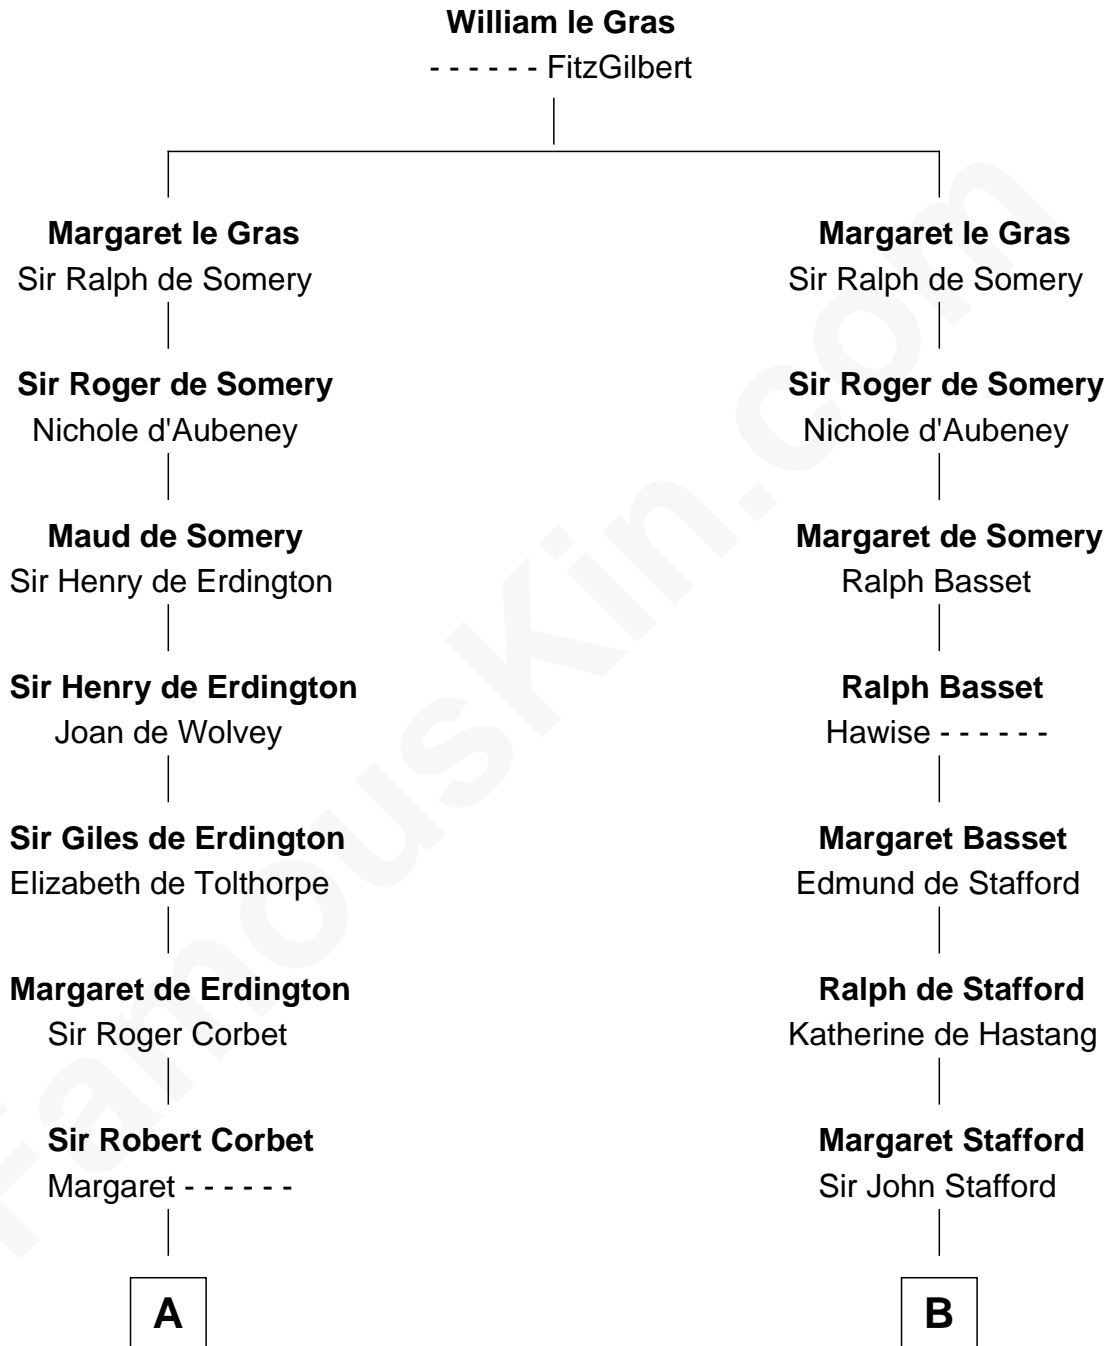 William le Gras
- - - - - - FitzGilbert
Margaret le Gras
Sir Ralph de Somery
Sir Roger de Somery
Nichole d'Aubeney
Maud de Somery
Sir Henry de Erdington
Sir Henry de Erdington
Joan de Wolvey
Sir Giles de Erdington
Elizabeth de Tolthorpe
Margaret de Erdington
Sir Roger Corbet
Sir Robert Corbet
Margaret - - - - - -
A
Margaret le Gras
Sir Ralph de Somery
Sir Roger de Somery
Nichole d'Aubeney
Margaret de Somery
Ralph Basset
Ralph Basset
Hawise - - - - - -
Margaret Basset
Edmund de Stafford
Ralph de Stafford
Katherine de Hastang
Margaret Stafford
Sir John Stafford
B
FamousKin.com